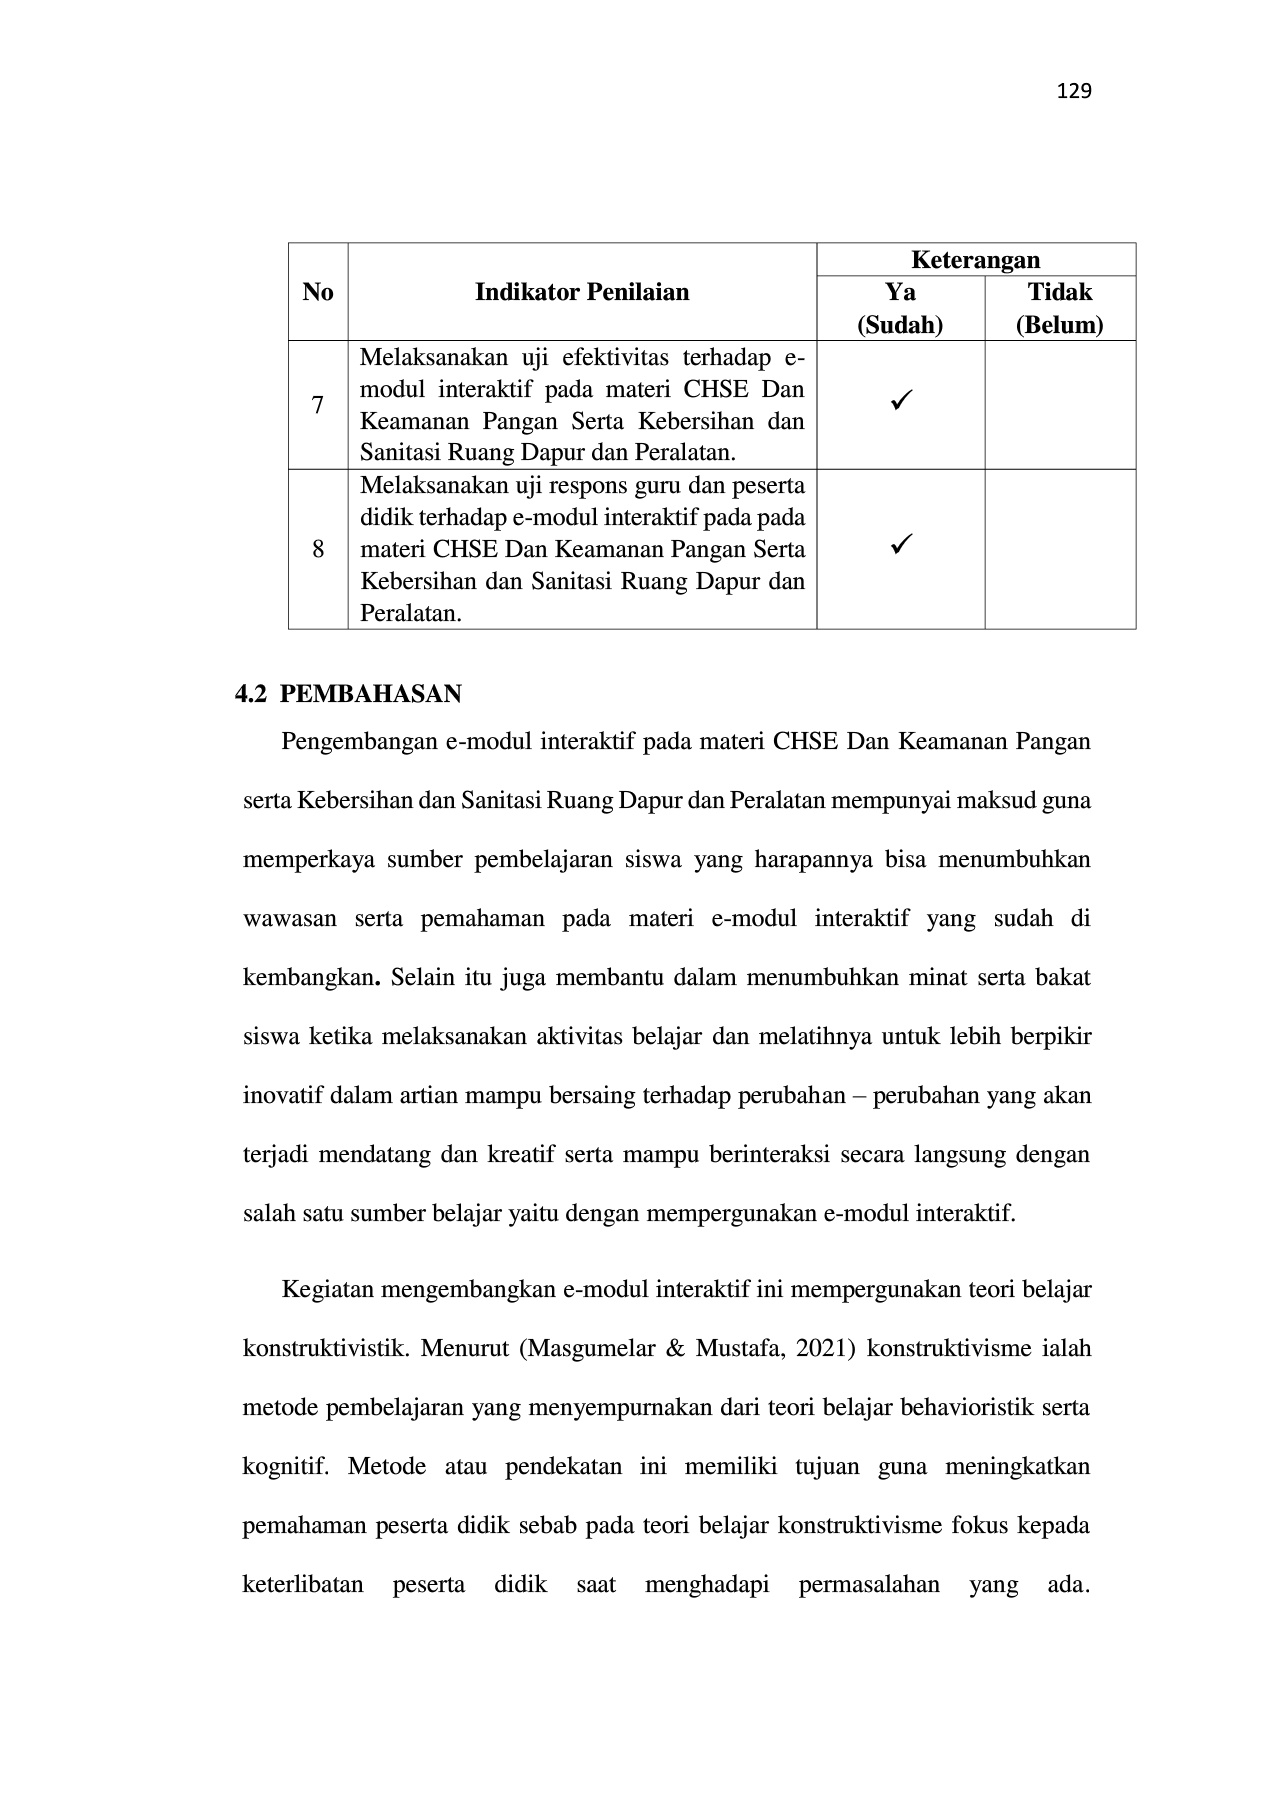 129
Keterangan
No
Indikator Penilaian
Ya
Tidak
(Sudah)
(Belum)
Melaksanakan uji efektivitas terhadap e-
modul interaktif pada materi CHSE Dan
7
✓
Keamanan Pangan Serta Kebersihan dan
Sanitasi Ruang Dapur dan Peralatan.
Melaksanakan uji respons guru dan peserta
didik terhadap e-modul interaktif pada pada
8
materi CHSE Dan Keamanan Pangan Serta
✓
Kebersihan dan Sanitasi Ruang Dapur dan
Peralatan.
4.2 PEMBAHASAN
Pengembangan e-modul interaktif pada materi CHSE Dan Keamanan Pangan
serta Kebersihan dan Sanitasi Ruang Dapur dan Peralatan mempunyai maksud guna
memperkaya sumber pembelajaran siswa yang harapannya bisa menumbuhkan
wawasan serta pemahaman pada materi e-modul interaktif yang sudah di
kembangkan. Selain itu juga membantu dalam menumbuhkan minat serta bakat
siswa ketika melaksanakan aktivitas belajar dan melatihnya untuk lebih berpikir
inovatif dalam artian mampu bersaing terhadap perubahan – perubahan yang akan
terjadi mendatang dan kreatif serta mampu berinteraksi secara langsung dengan
salah satu sumber belajar yaitu dengan mempergunakan e-modul interaktif.
Kegiatan mengembangkan e-modul interaktif ini mempergunakan teori belajar
konstruktivistik. Menurut (Masgumelar & Mustafa, 2021) konstruktivisme ialah
metode pembelajaran yang menyempurnakan dari teori belajar behavioristik serta
kognitif. Metode atau pendekatan ini memiliki tujuan guna meningkatkan
pemahaman peserta didik sebab pada teori belajar konstruktivisme fokus kepada
keterlibatan peserta didik saat menghadapi permasalahan yang ada.